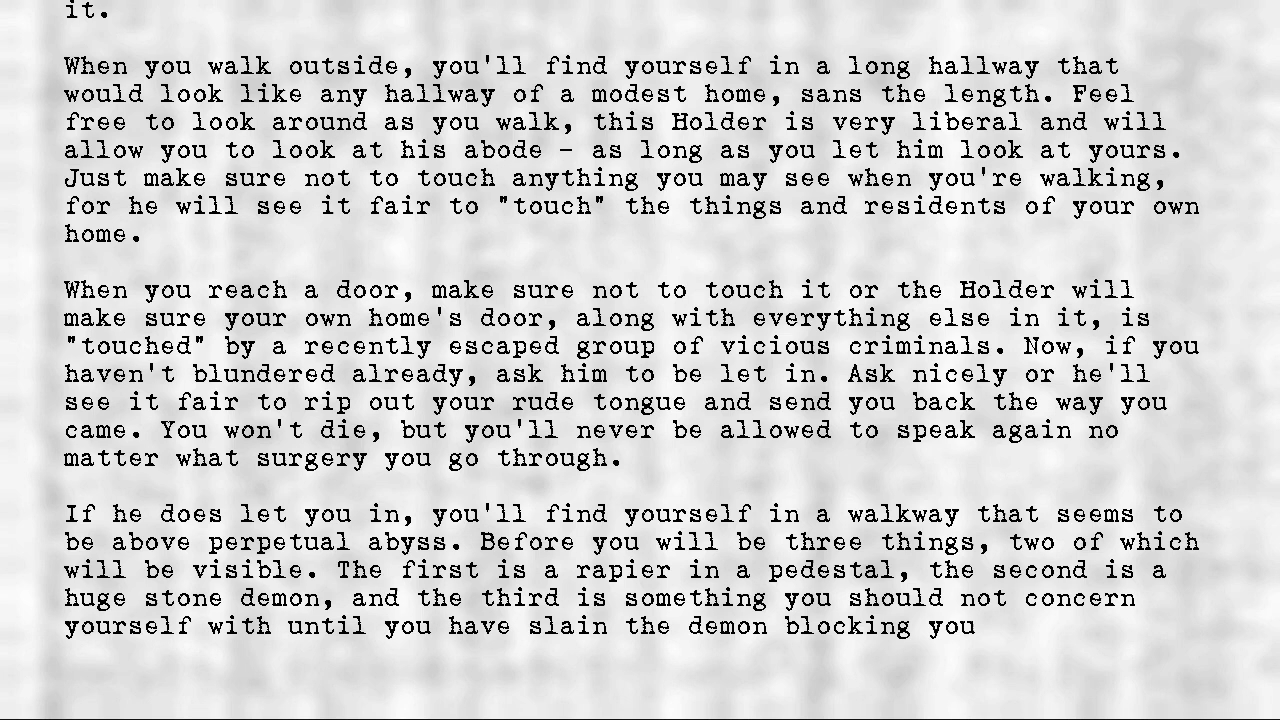 it.
When you walk outside, you'll find yourself in a long hallway that
would look like any hallway of a modest home, sans the length. Feel
free to look around as you walk, this Holder is very liberal and will
allow you to look at his abode - as long as you let him look at yours.
Just make sure not to touch anything you may see when you're walking,
for he will see it fair to "touch" the things and residents of your own
home.
When you reach a door, make sure not to touch it or the Holder will
make sure your own home's door, along with everything else in it, is
"touched" by a recently escaped group of vicious criminals. Now, if you
haven't blundered already, ask him to be let in. Ask nicely or he'll
see it fair to rip out your rude tongue and send you back the way you
came. You won't die, but you'll never be allowed to speak again no
matter what surgery you go through.
If he does let you in, you'll find yourself in a walkway that seems to
be above perpetual abyss. Before you will be three things, two of which
will be visible. The first is a rapier in a pedestal, the second is a
huge stone demon, and the third is something you should not concern
yourself with until you have slain the demon blocking you